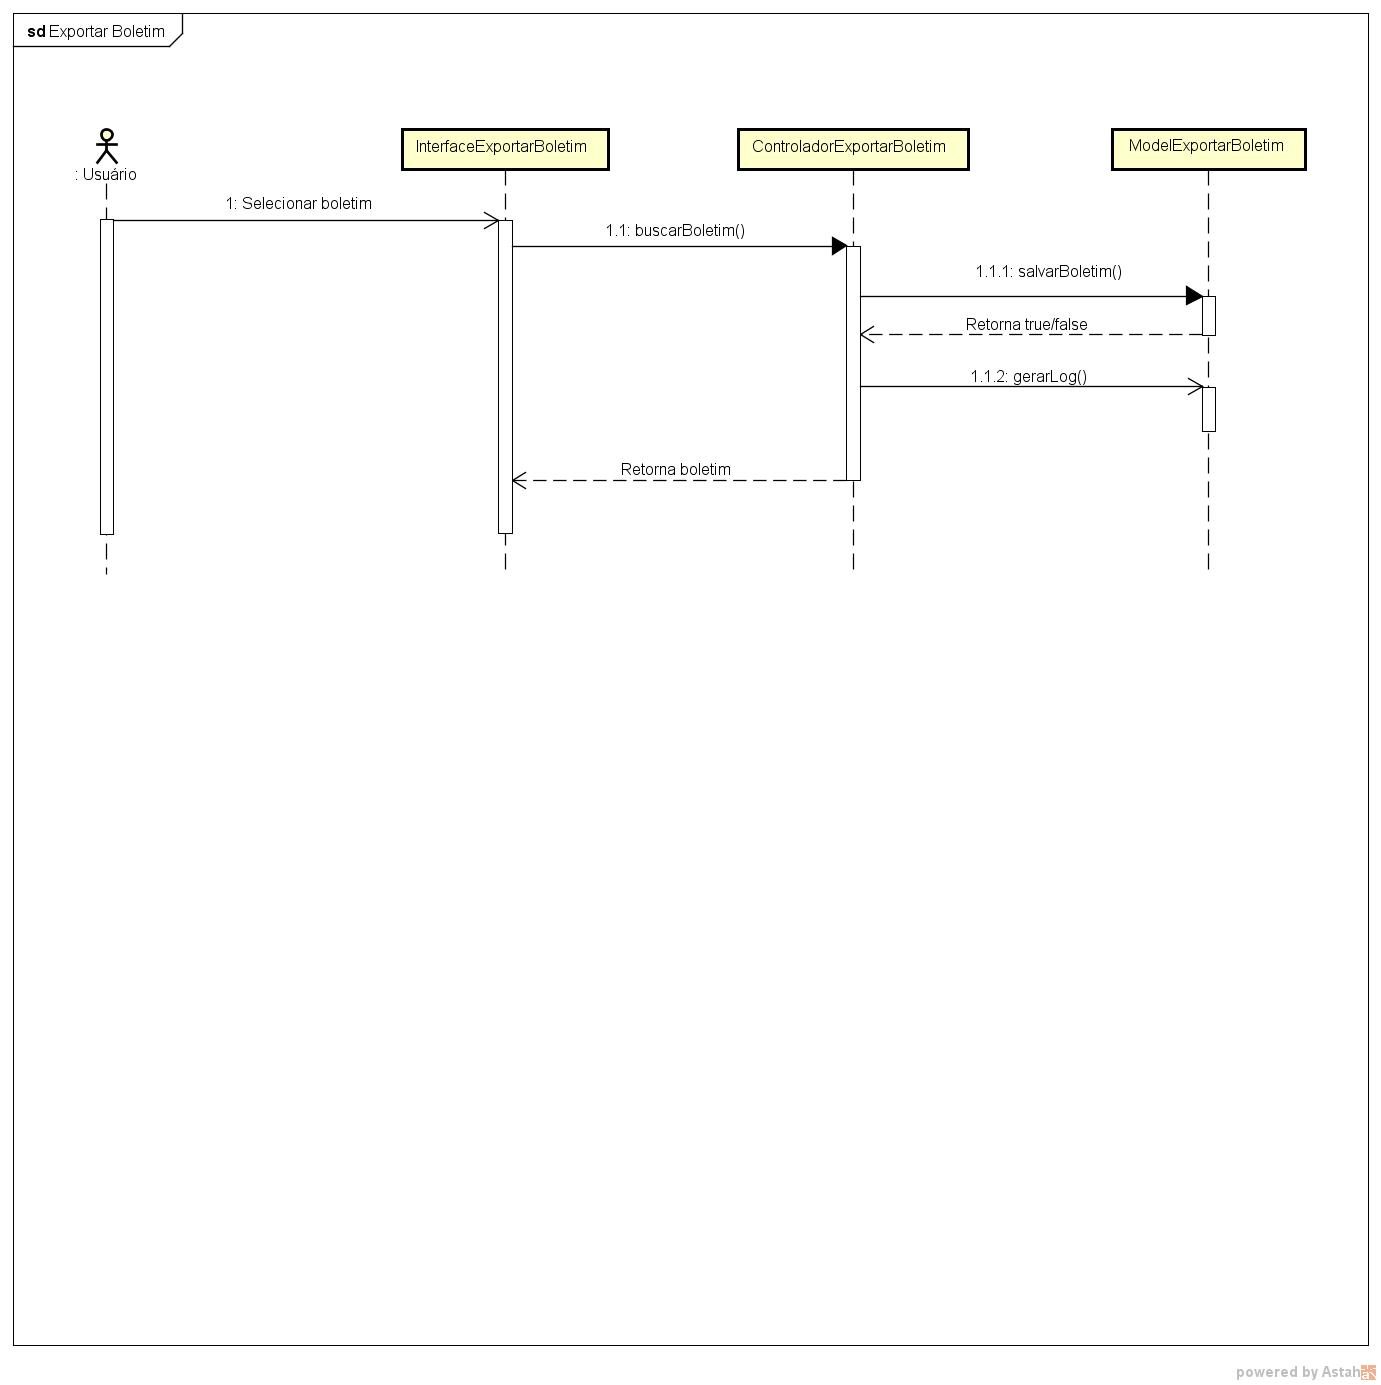 sd Exportar Boletim
: Usuário
InterfaceExportarBoletim
ControladorExportarBoletim
ModelExportarBoletim
1: Selecionar boletim
1.1: buscarBoletim()
1.1.1: salvarBoletim()
Retorna true/false
1.1.2: gerarLog()
Retorna boletim
powered by Astah